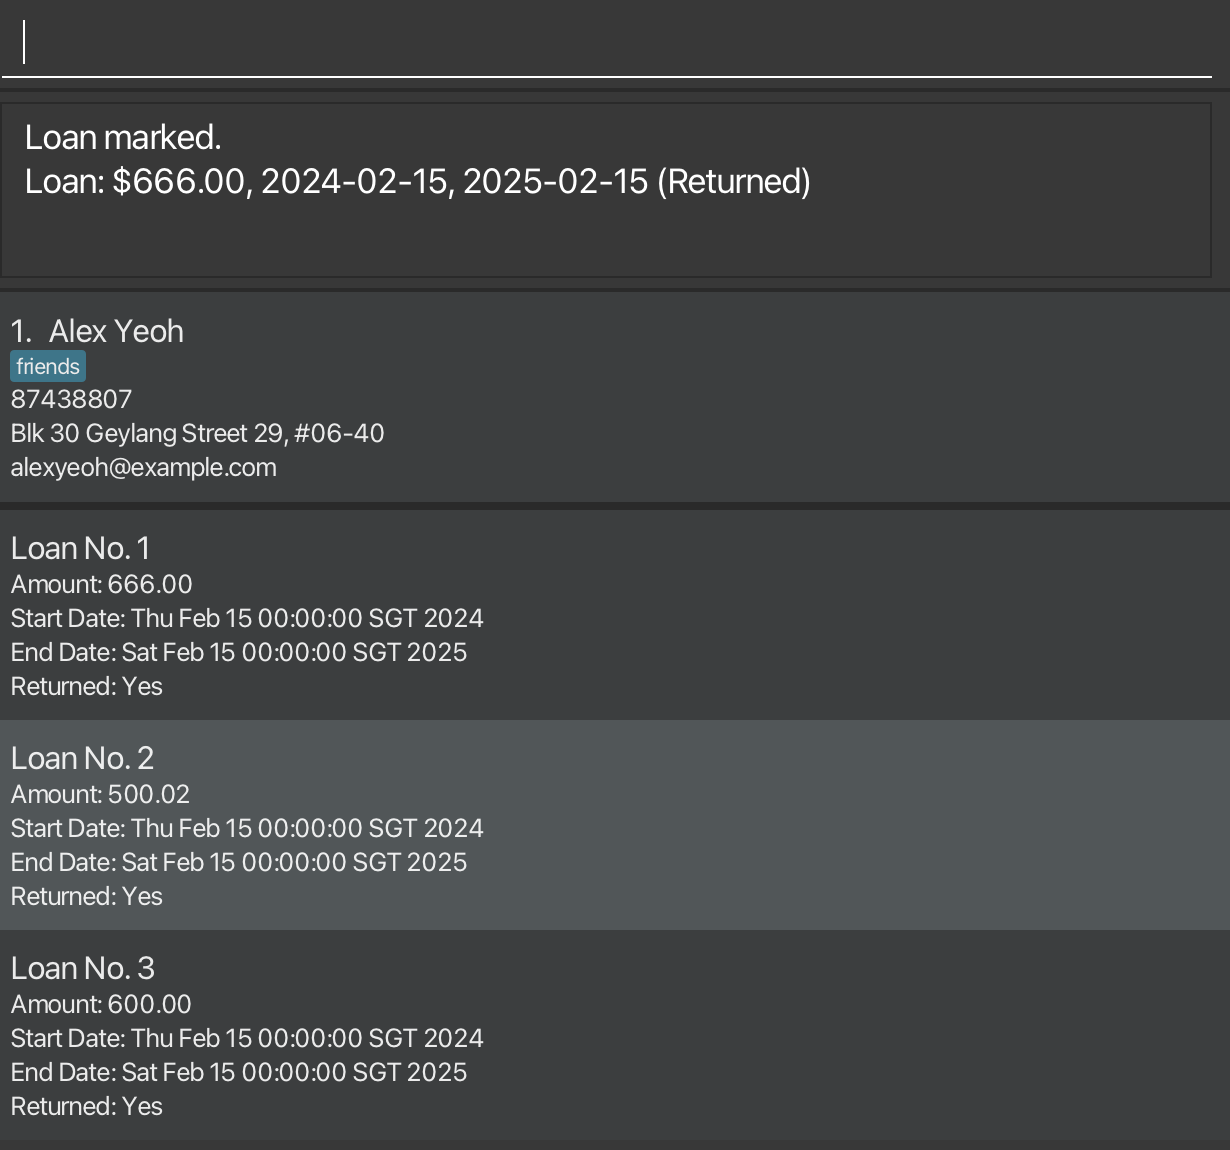 Loan marked.
Loan: $666.00, 2024-02-15, 2025-02-15 (Returned)
1. Alex Yeoh
friends
87438807
Blk 30 Geylang Street 29, #06-40
alexyeoh@example.com
Loan No. 1
Amount: 666.00
Start Date: Thu Feb 15 00:00:00 SGT 2024
End Date: Sat Feb 15 00:00:00 SGT 2025
Returned: Yes
Loan No. 2
Amount: 500.02
Start Date: Thu Feb 15 00:00:00 SGT 2024
End Date: Sat Feb 15 00:00:00 SGT 2025
Returned: Yes
Loan No. 3
Amount: 600.00
Start Date: Thu Feb 15 00:00:00 SGT 2024
End Date: Sat Feb 15 00:00:00 SGT 2025
Returned: Yes